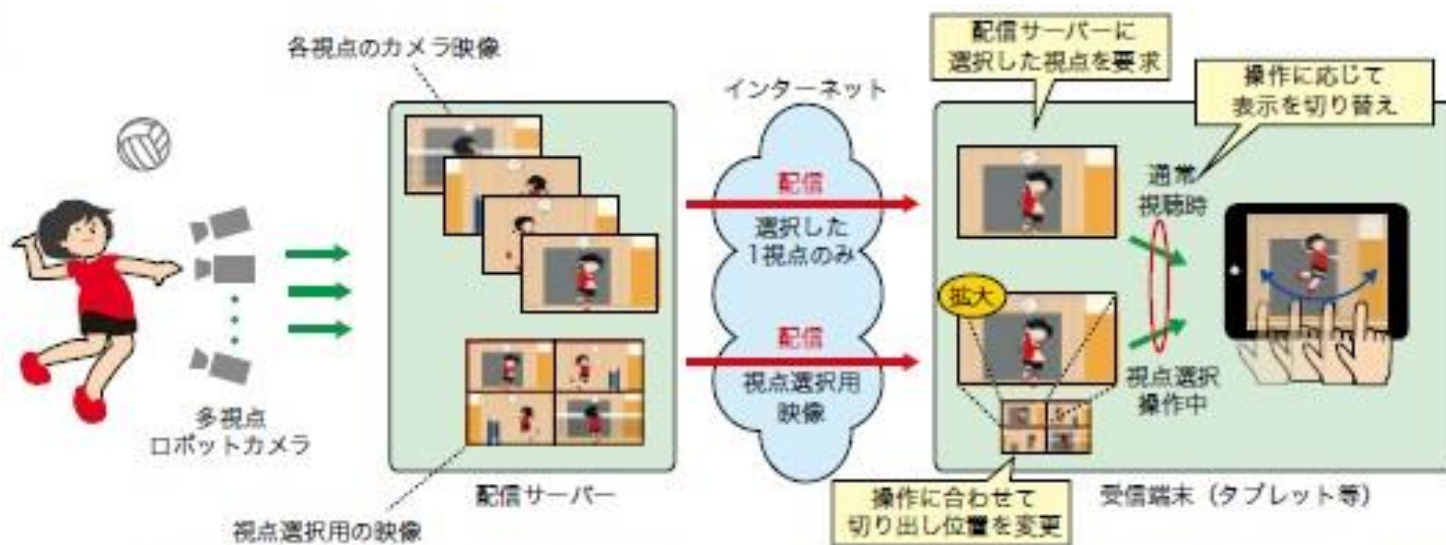 各視点のカメラ映像
多視点
ロボットカメラ
配信サーバー
視点選択用の映像
インターネット
配信
選択した
1視点のみ
配信
視点選択用
映像
配信サーバーに
選択した視点を要求
操作に応じて
表示を切り替え
通常
視聴時
拡大
視点選択
操作中
操作に合わせて
切り出し位置を変更
受信端末（タブレット等）